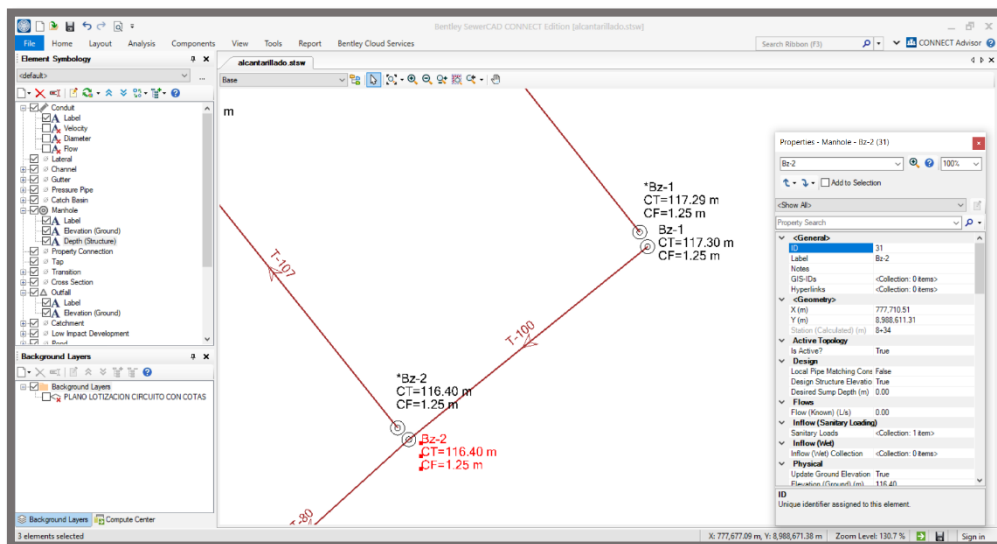 Bentley SewerCAD CONNECT Edition (alcantarillado.stsw)
File Home Layout Analysis Components View Tools Report Bentley Cloud Services
Search Ribbon (F3) CONNECT Advisor
Element Symbology
<default>
...
Conduit
Label
Velocity
Diameter
Flow
Lateral
Channel
Gutter
Pressure Pipe
Catch Basin
Manhole
Label
Elevation (Ground)
Depth (Structure)
Property Connection
Tap
Transition
Cross Section
Outfall
Label
Elevation (Ground)
Catchment
Low Impact Development
Background Layers
Background Layers
PLANO LOTIZACION CIRCUITO CON COTAS
Background Layers Compute Center
3 elements selected
alcantarillado.stsw
Base
m
*Bz-1
CT=117.29 m
CF=1.25 m
Bz-1
CT=117.30 m
CF=1.25 m
T-107
T-100
*Bz-2
CT=116.40 m
CF=1.25 m
Bz-2
CT=116.40 m
CF=1.25 m
T-80
Properties - Manhole - Bz-2 (31)
Bz-2 100%
Add to Selection
<Show All>
Property Search
<General>
ID 31
Label Bz-2
Notes
GIS-IDs <Collection: 0 items>
Hyperlinks <Collection: 0 items>
<Geometry>
X (m) 777,710.51
Y (m) 8,988,611.31
Station (Calculated) (m) 8+34
Active Topology
Is Active? True
Design
Local Pipe Matching Cons False
Design Structure Elevatio True
Desired Sump Depth (m) 0.00
Flows
Flow (Known) (L/s) 0.00
Inflow (Sanitary Loading)
Sanitary Loads <Collection: 1 item>
Inflow (Wet)
Inflow (Wet) Collection <Collection: 0 items>
Physical
Update Ground Elevation True
Elevation (Ground) (m) 116.40
ID
Unique identifier assigned to this element.
X: 777,677.09 m, Y: 8,988,671.38 m Zoom Level: 130.7 % Sign in